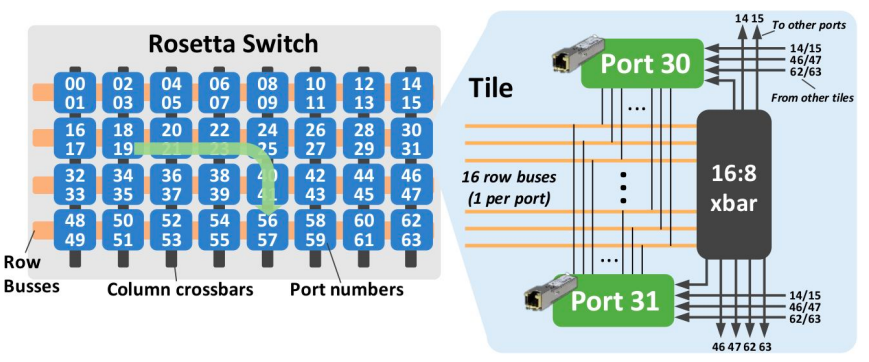 Rosetta Switch
00 02 04 06 08 10 12 14
01 03 05 07 09 11 13 15
16 18 20 22 24 26 28 30
17 19 21 23 25 27 29 31
32 34 36 38 40 42 44 46
33 35 37 39 41 43 45 47
48 50 52 54 56 58 60 62
49 51 53 55 57 59 61 63
Row
Busses
Column crossbars
Port numbers
Tile
14 15
To other ports
Port 30
14/15
46/47
62/63
From other tiles
...
16 row buses
(1 per port)
16:8
xbar
...
Port 31
14/15
46/47
62/63
46 47 62 63